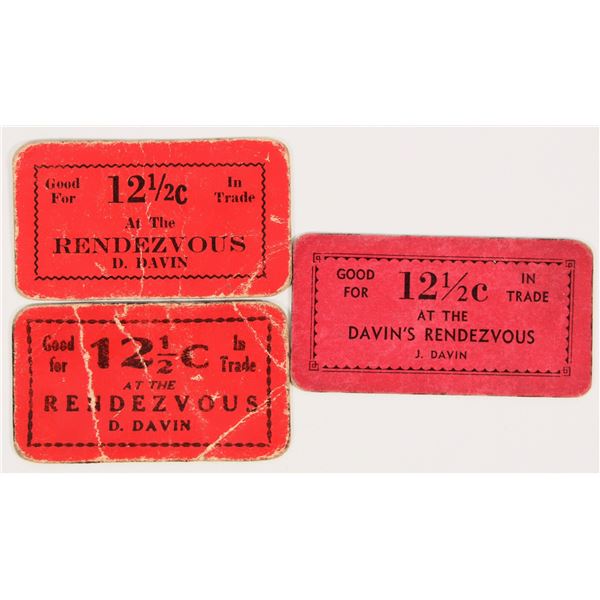 Good For 12½c In Trade
At The
RENDEZVOUS
D. DAVIN
Good for 12½C In Trade
AT THE
RENDEZVOUS
D. DAVIN
GOOD FOR 12½c IN TRADE
AT THE
DAVIN'S RENDEZVOUS
J. DAVIN